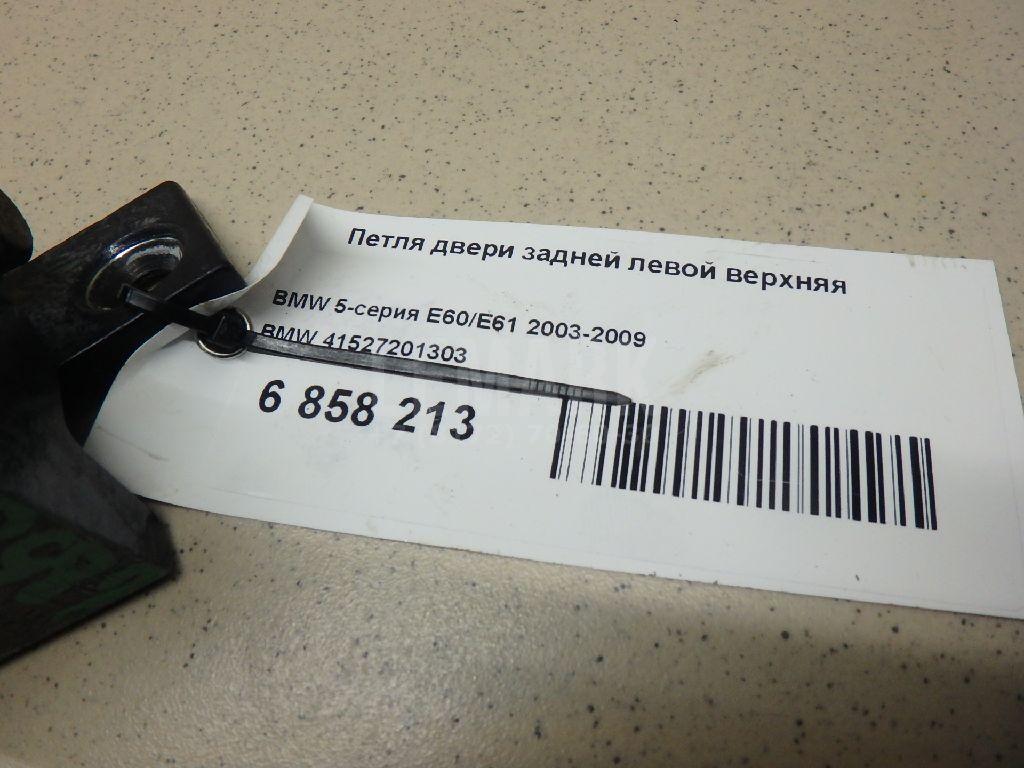 Петля двери задней левой верхняя
BMW 5-серия E60/E61 2003-2009
BMW 41527201303
6 858 213